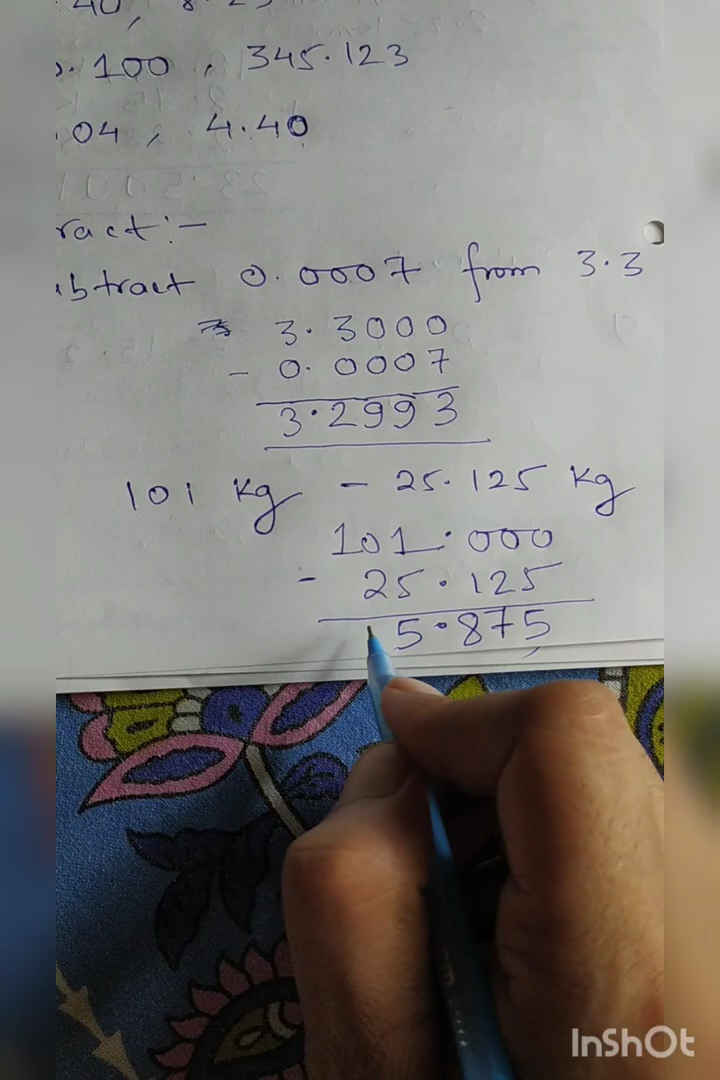 .100 , 345.123
.04 , 4.40
ract :-
btract 0.0007 from 3.3
3.3000
- 0.0007
3.2993
101 kg - 25.125 kg
101.000
- 25.125
5.875
InShOt